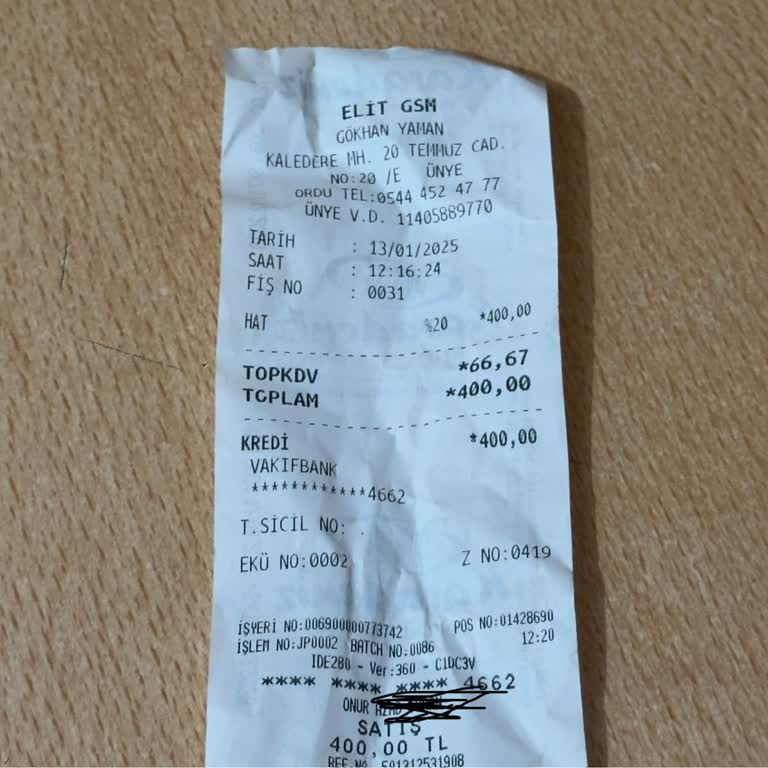 ELİT GSM
GÖKHAN YAMAN
KALEDERE MH. 20 TEMMUZ CAD.
NO:20 /E ÜNYE
ORDU TEL:0544 452 47 77
ÜNYE V.D. 11405889770
TARİH : 13/01/2025
SAAT : 12:16:24
FİŞ NO : 0031
HAT %20 *400,00
TOPKDV *66,67
TOPLAM *400,00
KREDİ *400,00
VAKIFBANK
************4662
T.SİCİL NO: .
EKÜ NO:0002 Z NO:0419
İŞYERİ NO:006900000773742 POS NO:01428690
İŞLEM NO:JP0002 BATCH NO:0086 12:20
IDE280 - Ver:360 - C1DC3V
**** **** **** 4662
ONUR
SATIŞ
400,00 TL
REF.NO 501312531908